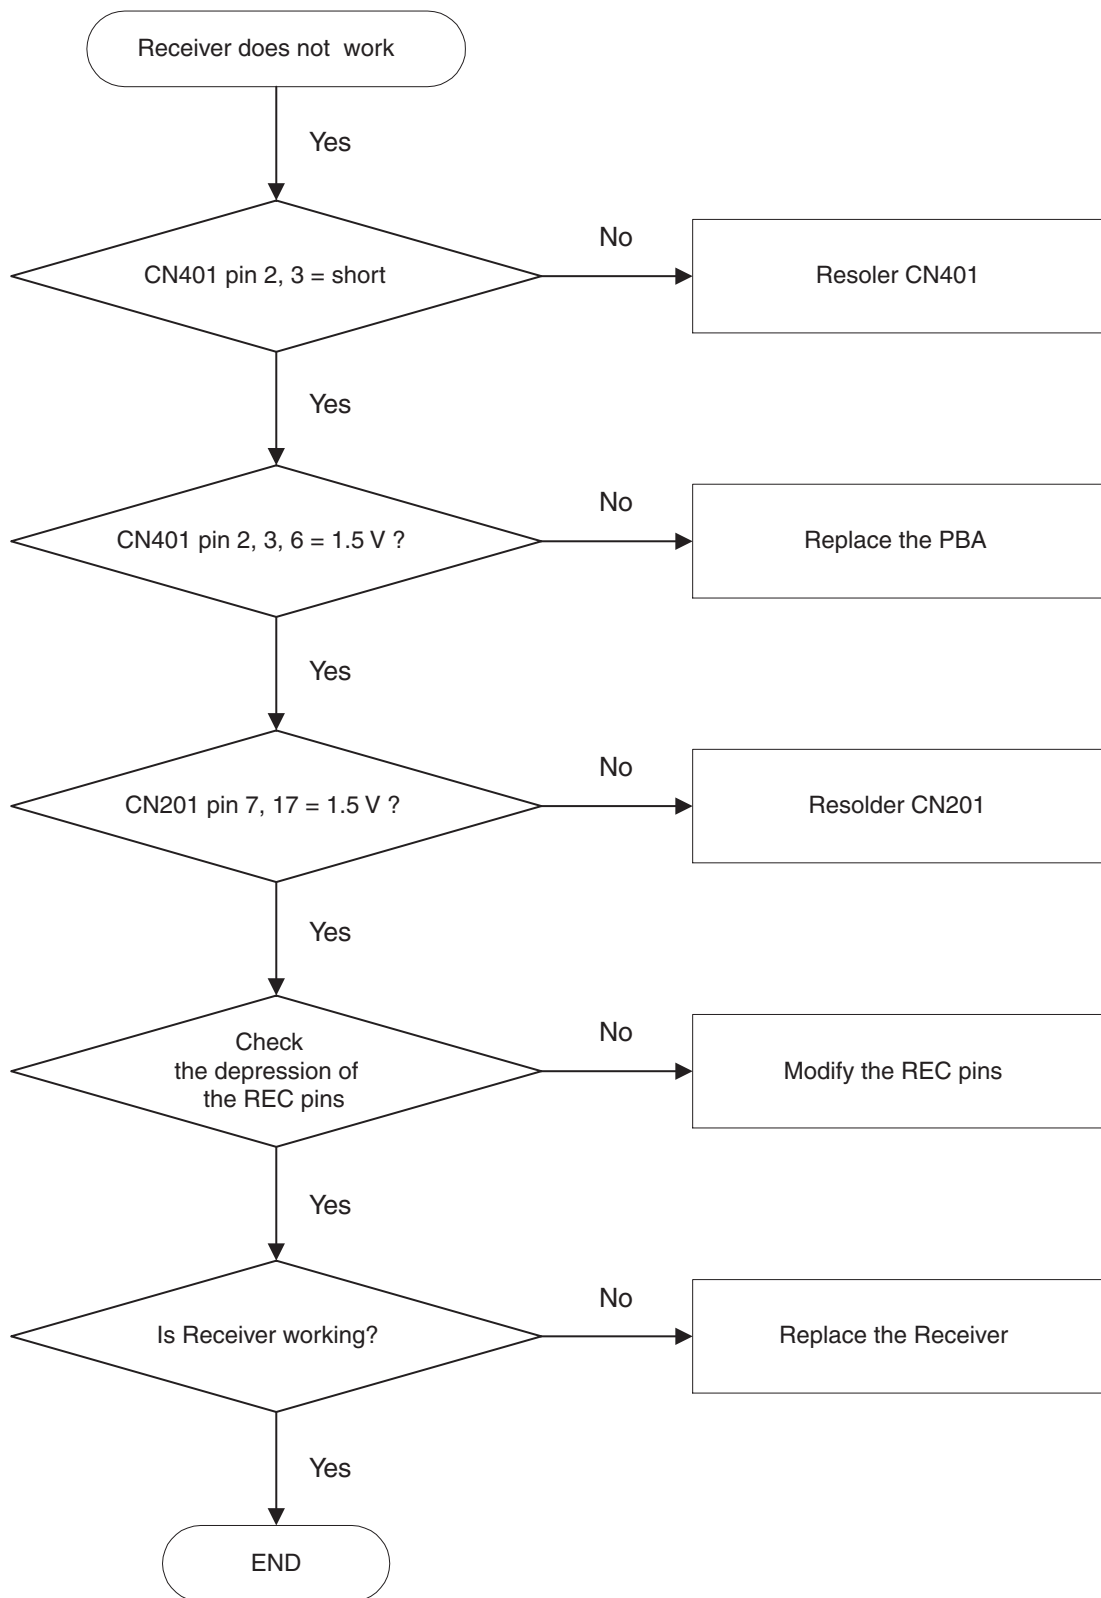 Receiver does not work
Yes
CN401 pin 2, 3 = short
No
Resoler CN401
Yes
CN401 pin 2, 3, 6 = 1.5 V ?
No
Replace the PBA
Yes
CN201 pin 7, 17 = 1.5 V ?
No
Resolder CN201
Yes
Check
the depression of
the REC pins
No
Modify the REC pins
Yes
Is Receiver working?
No
Replace the Receiver
Yes
END